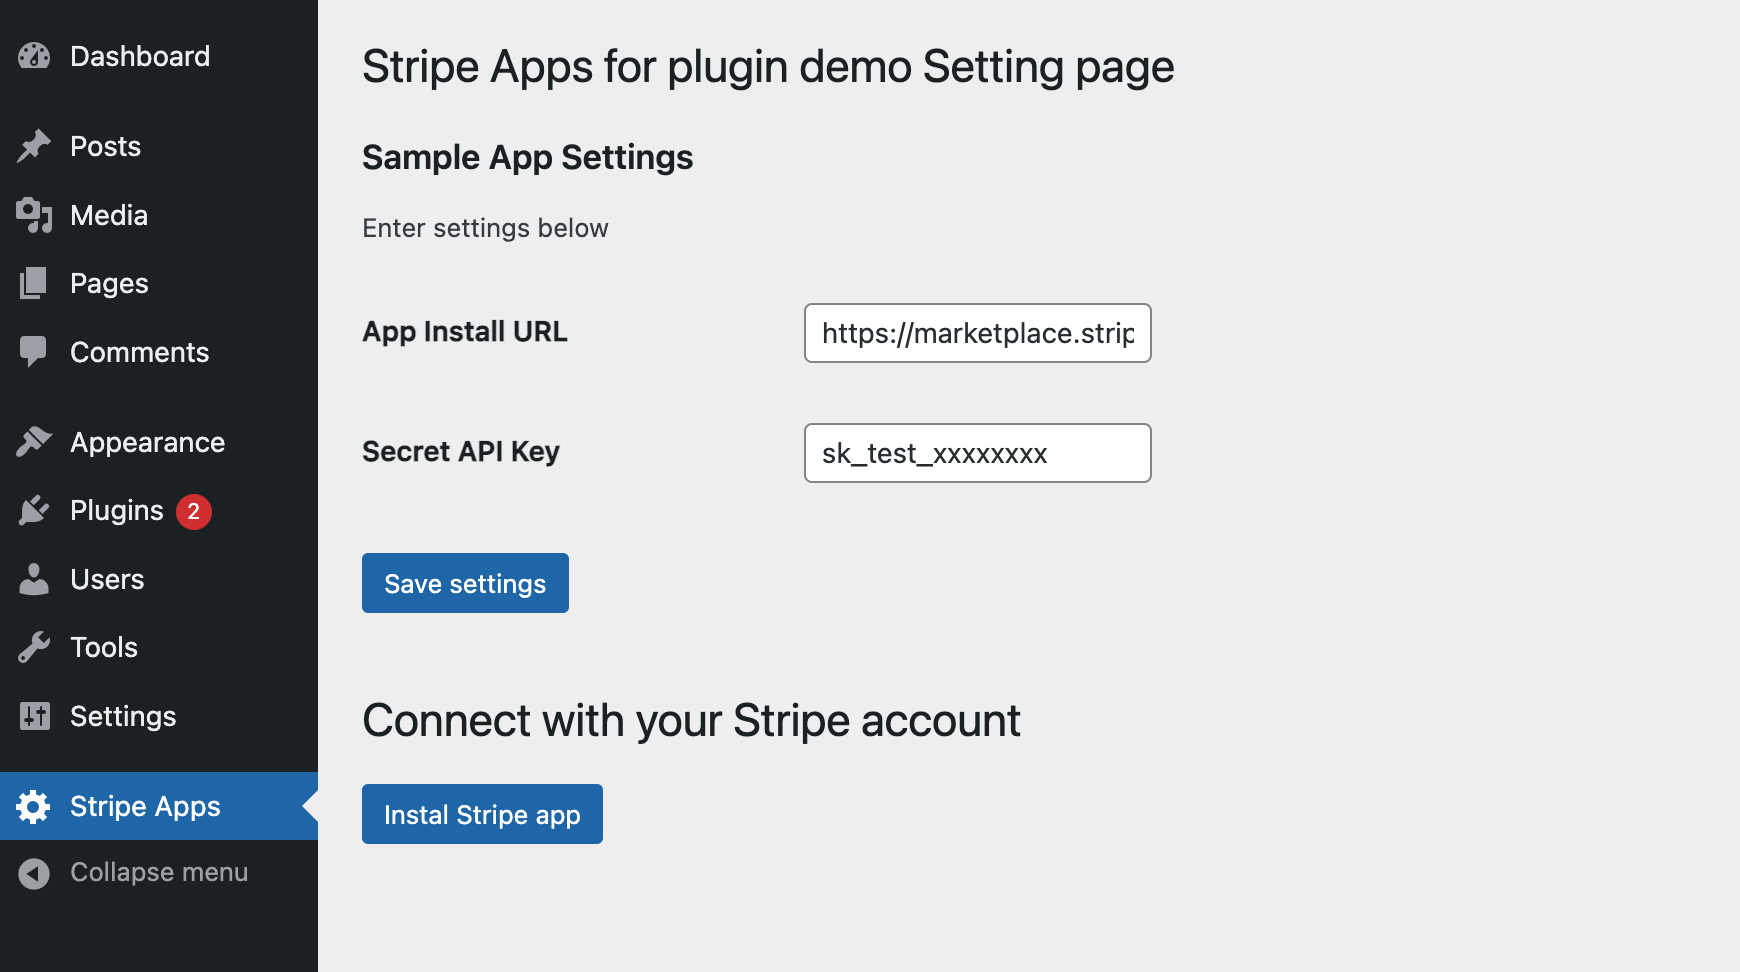 Dashboard
Posts
Media
Pages
Comments
Appearance
Plugins 2
Users
Tools
Settings
Stripe Apps
Collapse menu
Stripe Apps for plugin demo Setting page
Sample App Settings
Enter settings below
App Install URL
https://marketplace.strip
Secret API Key
sk_test_xxxxxxxx
Save settings
Connect with your Stripe account
Instal Stripe app